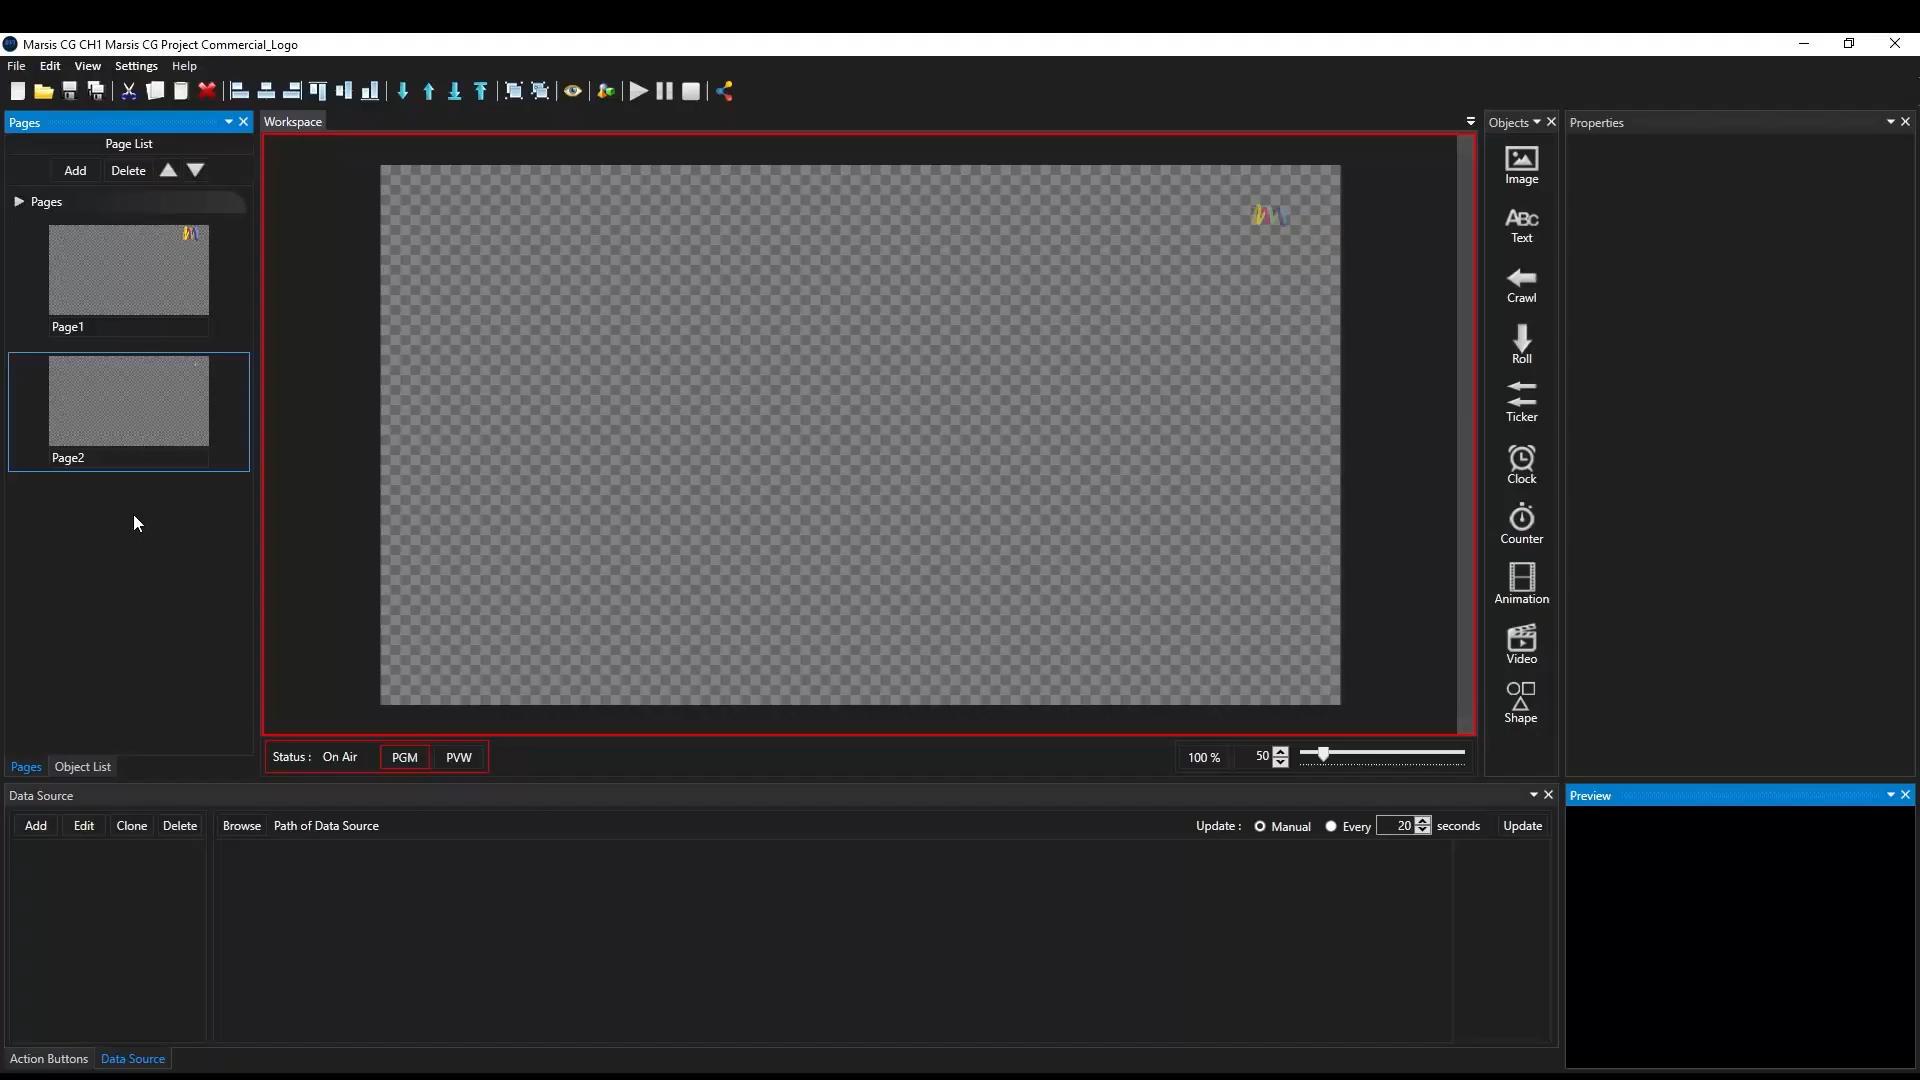 Marsis CG CH1 Marsis CG Project Commercial_Logo
File Edit View Settings Help
Pages
Page List
Add Delete
Pages
Page1
Page2
Pages Object List
Workspace
Status : On Air PGM PVW
100 % 50
Objects
Image
ABC
Text
Crawl
Roll
Ticker
Clock
Counter
Animation
Video
Shape
Properties
Data Source
Add Edit Clone Delete
Browse Path of Data Source
Update : Manual Every 20 seconds Update
Action Buttons Data Source
Preview